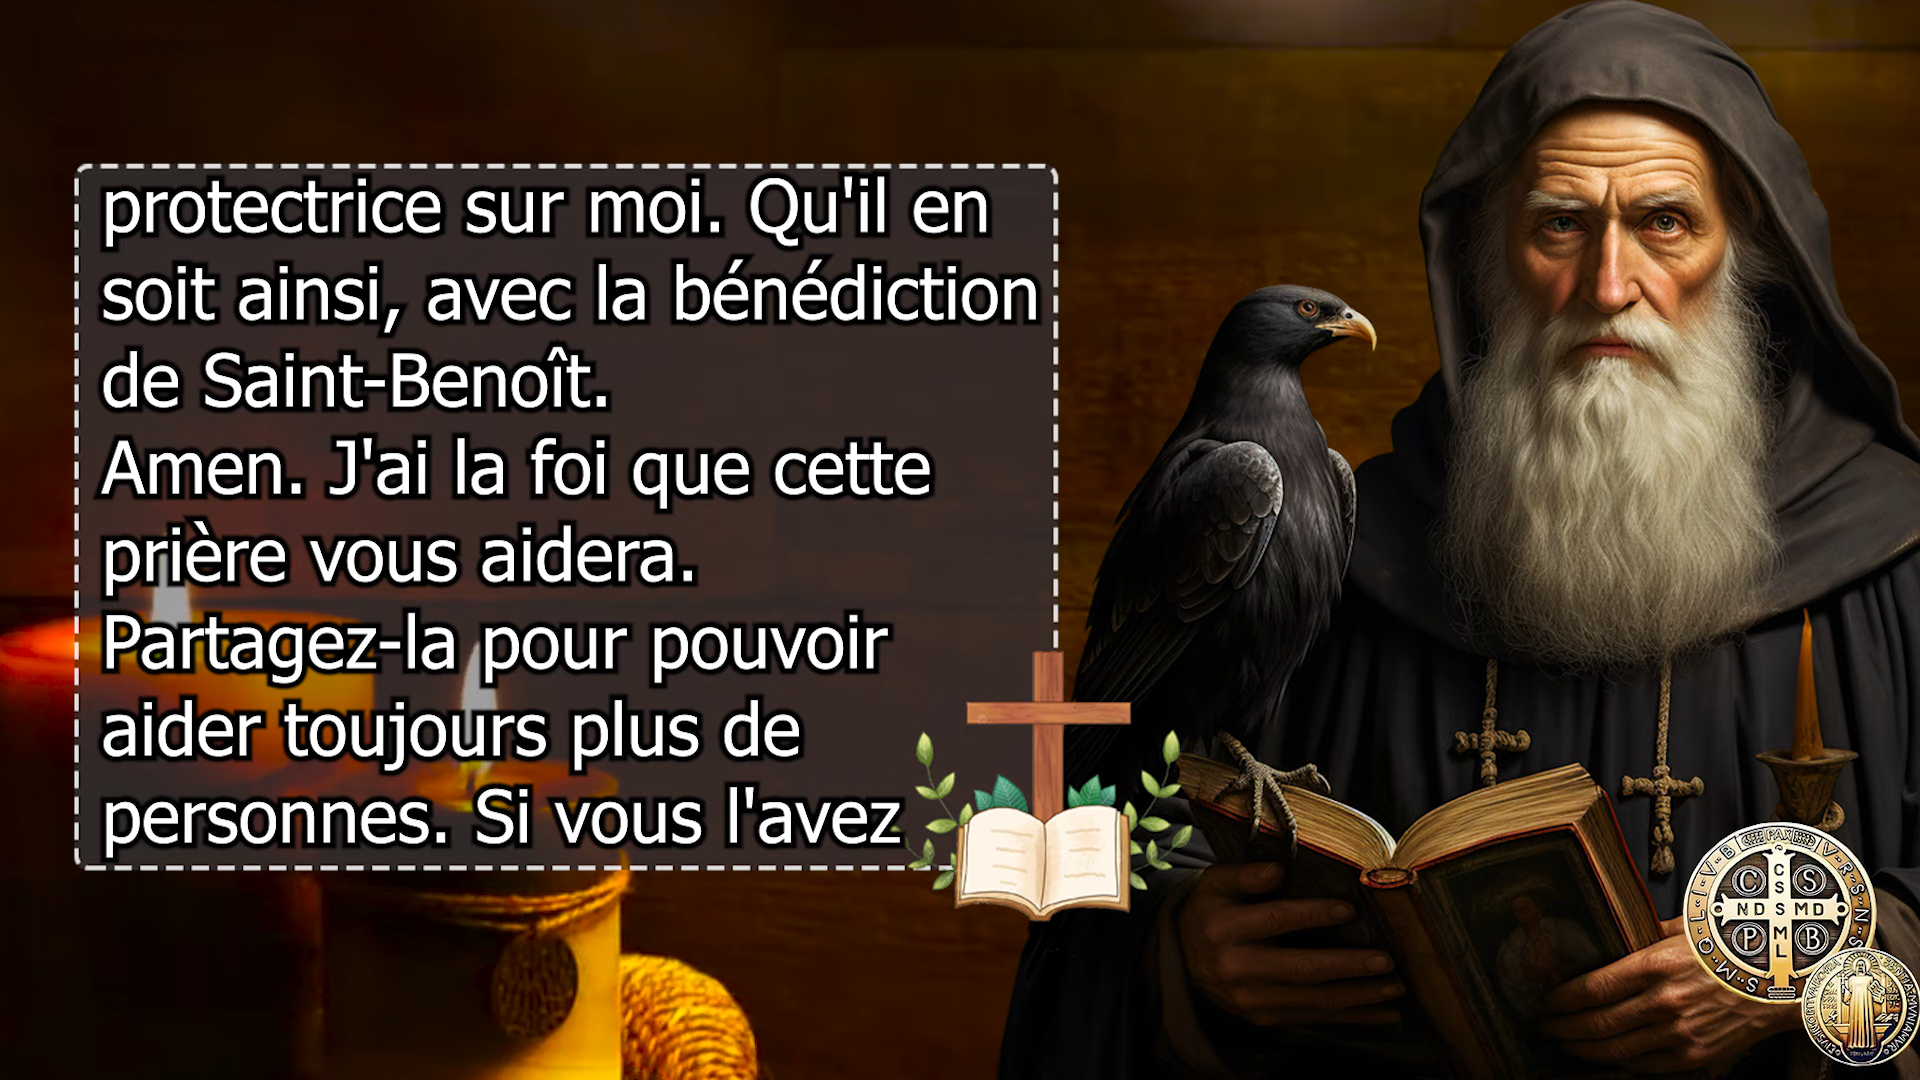 protectrice sur moi. Qu'il en
soit ainsi, avec la bénédiction
de Saint-Benoît.
Amen. J'ai la foi que cette
prière vous aidera.
Partagez-la pour pouvoir
aider toujours plus de
personnes. Si vous l'avez
PAX
C S
C S S M L
N D S M D
P B
V R S N S
S M Q L I V B